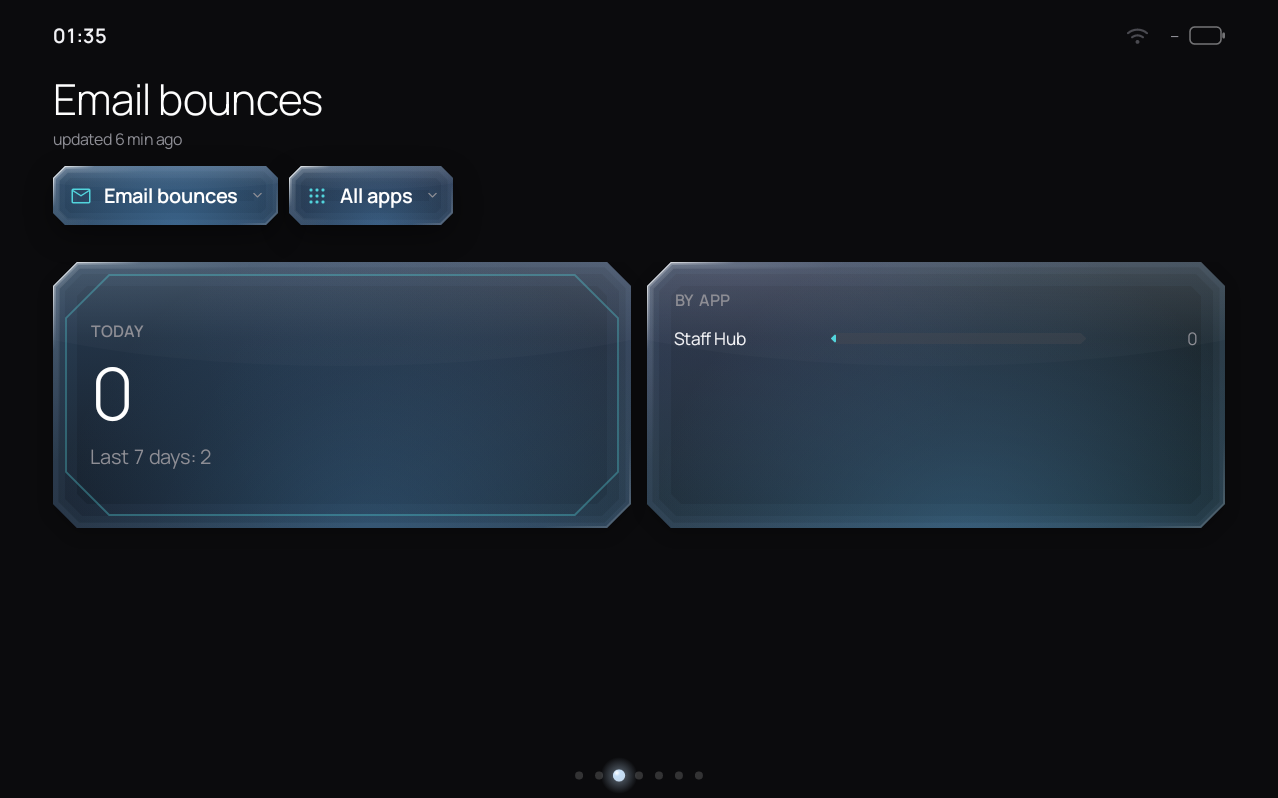 01:35
–
Email bounces
updated 6 min ago
Email bounces
All apps
TODAY
0
Last 7 days: 2
BY APP
Staff Hub
0